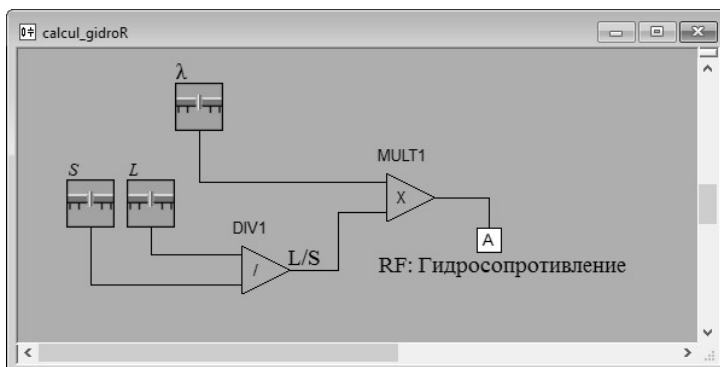 calcul_gidroR
λ
MULT1
S L
X
DIV1
A
/
L/S
RF: Гидросопротивление